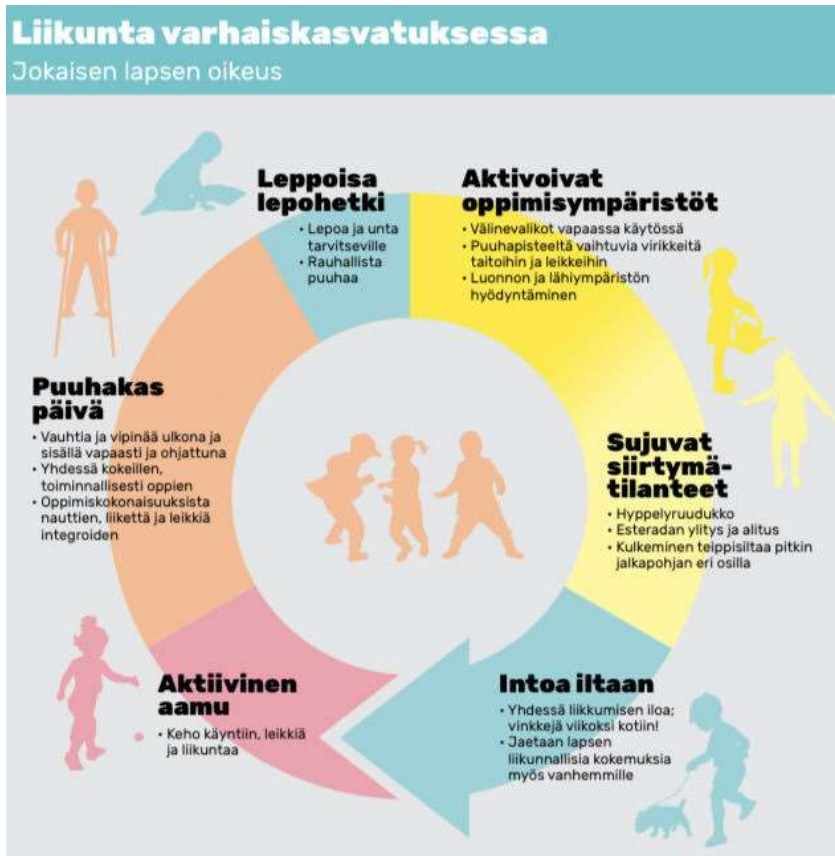 Liikunta varhaiskasvatuksessa
Jokaisen lapsen oikeus
Leppoisa
lepohetki
• Lepoa ja unta
tarvitseville
• Rauhallista
puuhaa
Aktivoivat
oppimisympäristöt
• Välinevalikot vapaassa käytössä
• Puuhapisteeltä vaihtuvia virikkeitä
taitoihin ja leikkeihin
• Luonnon ja lähiympäristön
hyödyntäminen
Puuhakas
päivä
• Vauhtia ja vipinää ulkona ja
sisällä vapaasti ja ohjattuna
• Yhdessä kokeillen,
toiminnallisesti oppien
• Oppimiskokonaisuuksista
nauttien, liikettä ja leikkiä
integroiden
Sujuvat
siirtymä-
tilanteet
• Hyppelyruudukko
• Esteradan ylitys ja alitus
• Kulkeminen teippisiltaa pitkin
jalkapohjan eri osilla
Aktiivinen
aamu
• Keho käyntiin, leikkiä
ja liikuntaa
Intoa iltaan
• Yhdessä liikkumisen iloa;
vinkkejä viikoksi kotiin!
• Jaetaan lapsen
liikunnallisia kokemuksia
myös vanhemmille